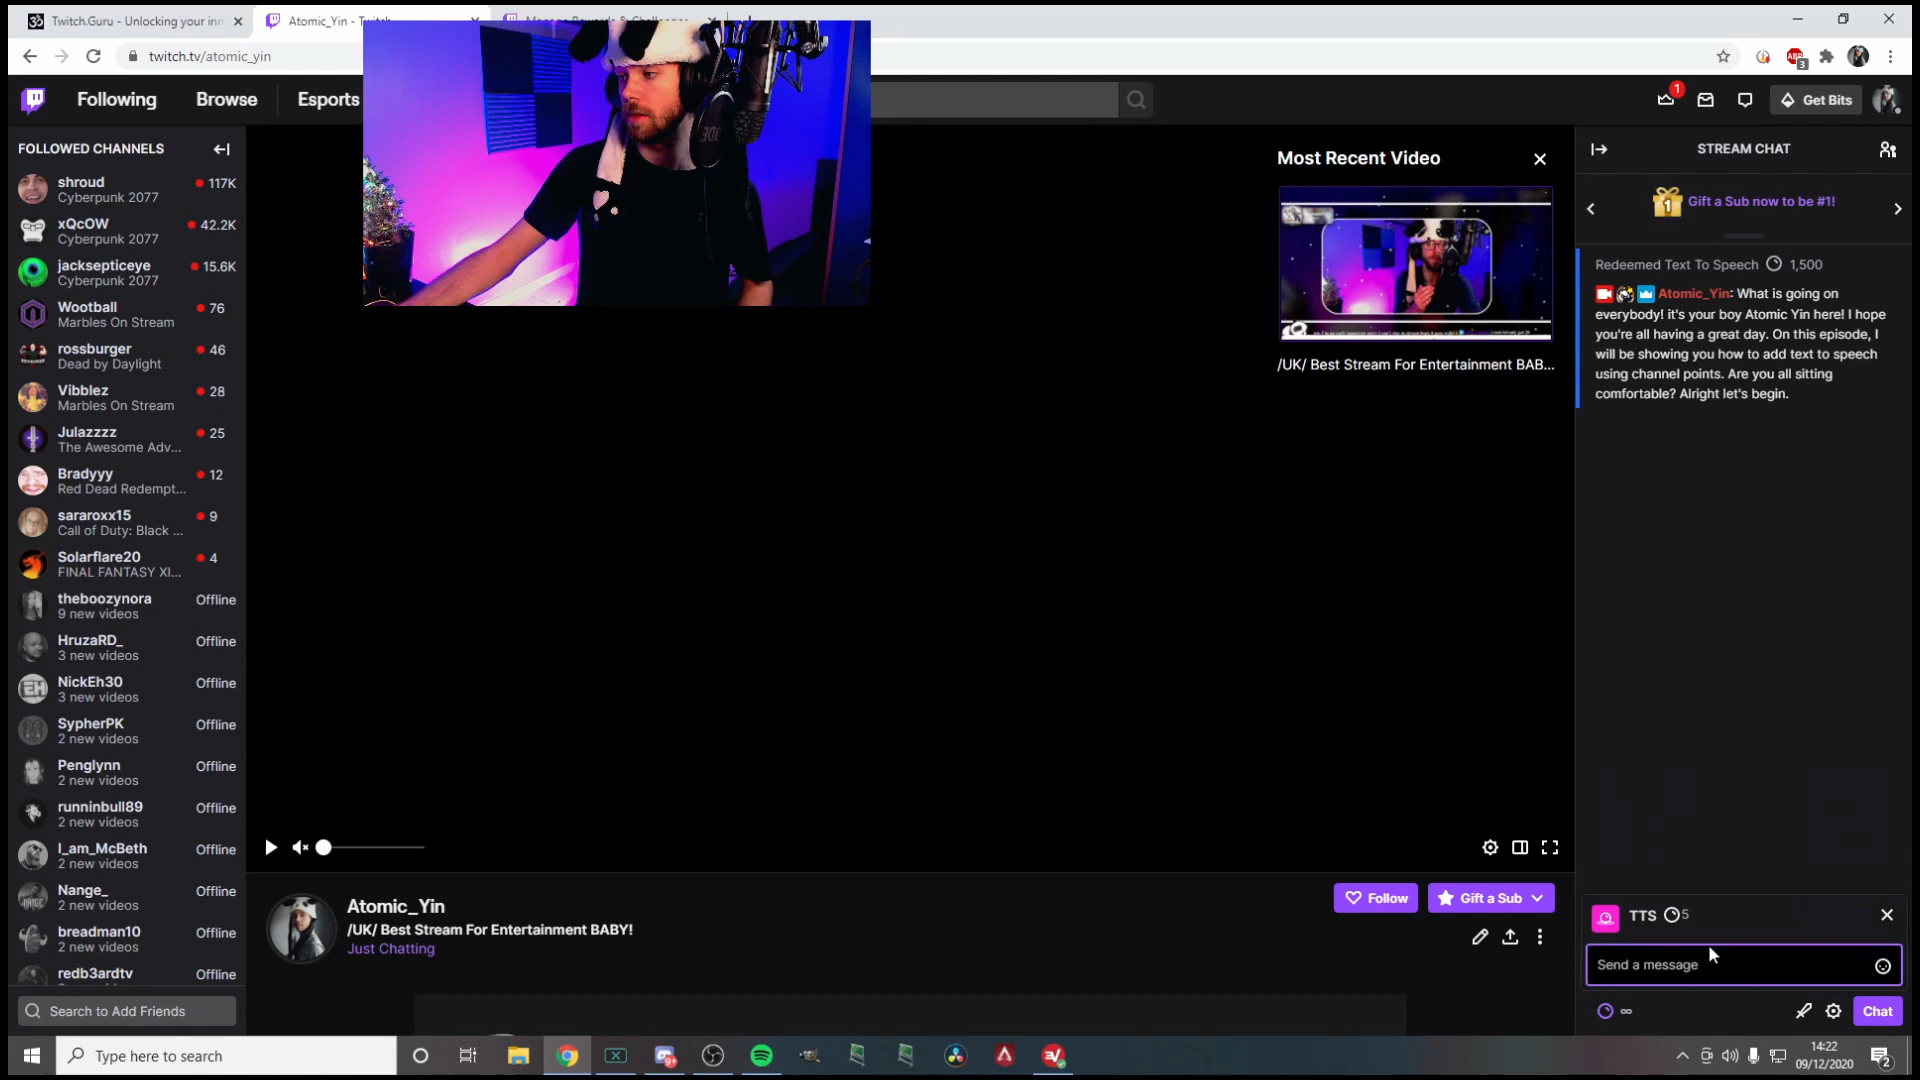 Twitch.Guru - Unlocking your inn
Atomic_Yin - Twitch
Manage Rewards & Challenges
twitch.tv/atomic_yin
Following
Browse
Esports
1
Get Bits
FOLLOWED CHANNELS
shroud
117K
Cyberpunk 2077
xQcOW
42.2K
Cyberpunk 2077
jacksepticeye
15.6K
Cyberpunk 2077
Wootball
76
Marbles On Stream
rossburger
46
Dead by Daylight
Vibblez
28
Marbles On Stream
Julazzzz
25
The Awesome Adv...
Bradyyy
12
Red Dead Redempt...
sararoxx15
9
Call of Duty: Black ...
Solarflare20
4
FINAL FANTASY XI...
theboozynora
Offline
9 new videos
HruzaRD_
Offline
3 new videos
NickEh30
Offline
3 new videos
SypherPK
Offline
2 new videos
Penglynn
Offline
2 new videos
runninbull89
Offline
2 new videos
I_am_McBeth
Offline
2 new videos
Nange_
Offline
2 new videos
breadman10
Offline
2 new videos
redb3ardtv
Offline
Search to Add Friends
Most Recent Video
/UK/ Best Stream For Entertainment BAB...
Atomic_Yin
/UK/ Best Stream For Entertainment BABY!
Just Chatting
Follow
Gift a Sub
STREAM CHAT
1
Gift a Sub now to be #1!
Redeemed Text To Speech 1,500
Atomic_Yin: What is going on
everybody! it's your boy Atomic Yin here! I hope
you're all having a great day. On this episode, I
will be showing you how to add text to speech
using channel points. Are you all sitting
comfortable? Alright let's begin.
TTS 5
Send a message
∞
Chat
Type here to search
9+
14:22
09/12/2020
2